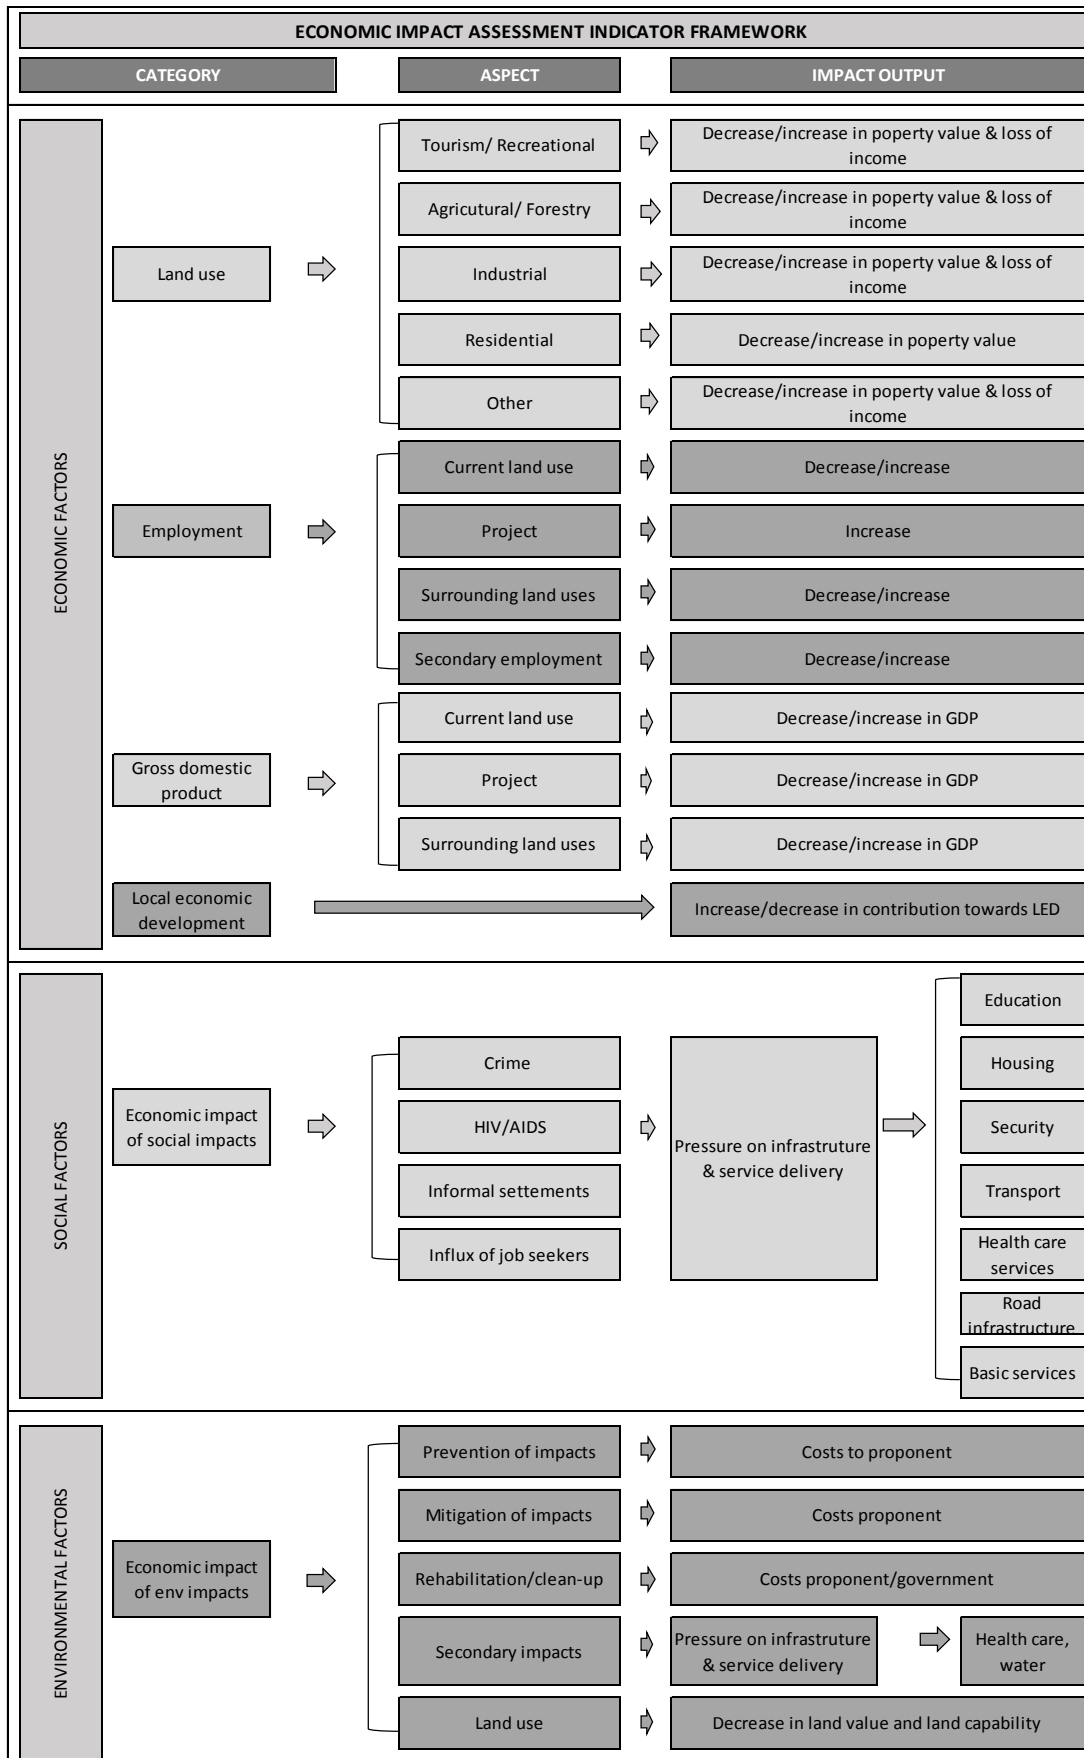 ECONOMIC IMPACT ASSESSMENT INDICATOR FRAMEWORK
CATEGORY
ASPECT
IMPACT OUTPUT
ECONOMIC FACTORS
Land use
Tourism/ Recreational
Decrease/increase in poperty value & loss of
income
Agricutural/ Forestry
Decrease/increase in poperty value & loss of
income
Industrial
Decrease/increase in poperty value & loss of
income
Residential
Decrease/increase in poperty value
Other
Decrease/increase in poperty value & loss of
income
Employment
Current land use
Decrease/increase
Project
Increase
Surrounding land uses
Decrease/increase
Secondary employment
Decrease/increase
Gross domestic
product
Current land use
Decrease/increase in GDP
Project
Decrease/increase in GDP
Surrounding land uses
Decrease/increase in GDP
Local economic
development
Increase/decrease in contribution towards LED
SOCIAL FACTORS
Economic impact
of social impacts
Crime
HIV/AIDS
Informal settements
Influx of job seekers
Pressure on infrastruture
& service delivery
Education
Housing
Security
Transport
Health care
services
Road
infrastructure
Basic services
ENVIRONMENTAL FACTORS
Economic impact
of env impacts
Prevention of impacts
Costs to proponent
Mitigation of impacts
Costs proponent
Rehabilitation/clean-up
Costs proponent/government
Secondary impacts
Pressure on infrastruture
& service delivery
Health care,
water
Land use
Decrease in land value and land capability